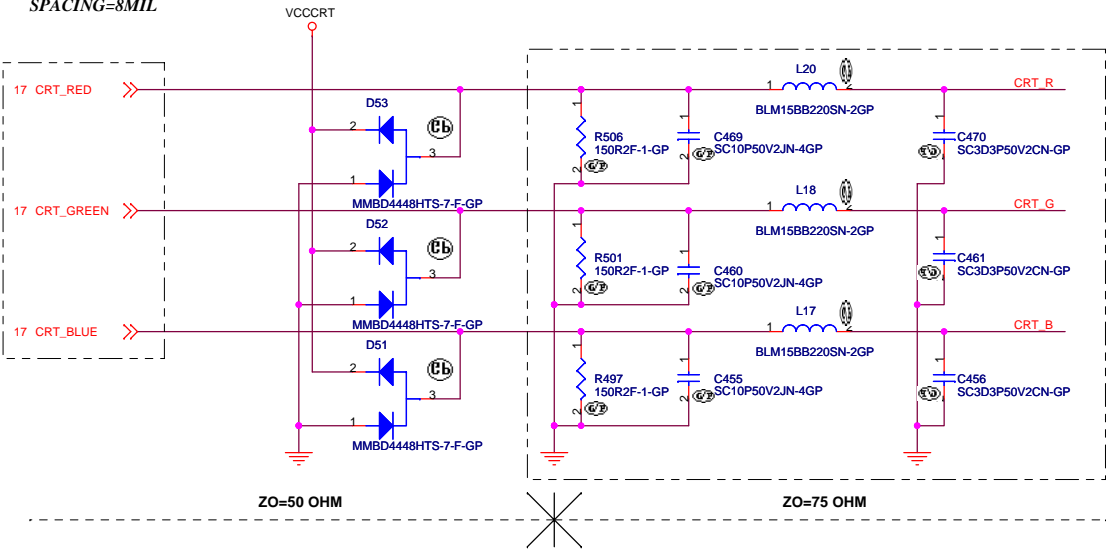 SPACING=8MIL
VCCCRT
17 CRT_RED
D53
2
3
1
MMBD4448HTS-7-F-GP
1
R506
150R2F-1-GP
2
1
C469
SC10P50V2JN-4GP
2
L20
1
2
BLM15BB220SN-2GP
CRT_R
1
C470
SC3D3P50V2CN-GP
17 CRT_GREEN
D52
2
3
1
MMBD4448HTS-7-F-GP
1
R501
150R2F-1-GP
2
1
C460
SC10P50V2JN-4GP
2
L18
1
2
BLM15BB220SN-2GP
CRT_G
1
C461
SC3D3P50V2CN-GP
17 CRT_BLUE
D51
2
3
1
MMBD4448HTS-7-F-GP
1
R497
150R2F-1-GP
2
1
C455
SC10P50V2JN-4GP
2
L17
1
2
BLM15BB220SN-2GP
CRT_B
1
C456
SC3D3P50V2CN-GP
ZO=50 OHM
ZO=75 OHM